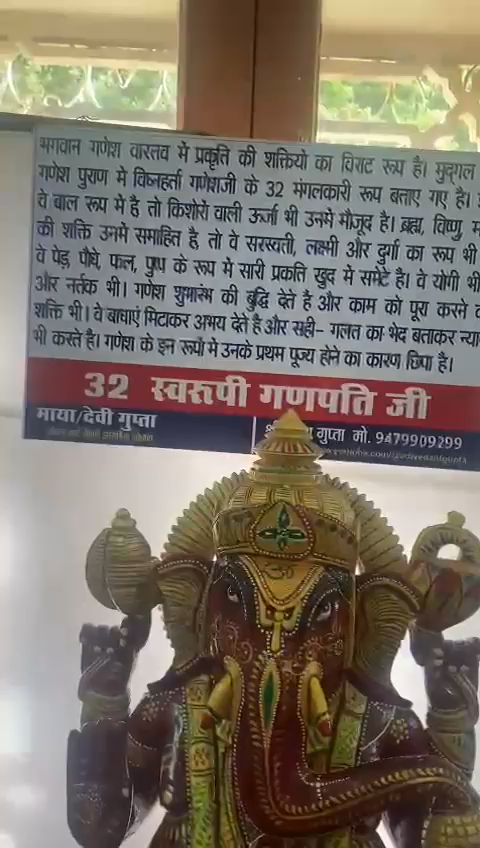 भगवान गणेश वास्तव में प्रकृति की शक्तियो का विराट रूप है। मुद्गल
गणेश पुराण मे विघ्नहर्ता गणेशजी के 32 मंगलकारी रूप बताए गए है।
वे बाल रूप मे है तो किशोरो वाली ऊर्जा भी उनमे मौजूद है। ब्रह्म, विष्णु,
की शक्ति उनमें समाहित है, तो वे सरस्वती, लक्ष्मी और दुर्गा का रूप भी
वे पेड़, पौधे, फल, पुष्प के रूप में सारी प्रकति खुद मे समेटे है। वे योगी भी
और नर्तक भी। गणेश शुभारंभ की बुद्धि देते है और काम को पूरा करने
शक्ति भी। वे बाधाएं मिटाकर अभय देते है और सही- गलत का भेद बताकर
भी करते है। गणेश के इन रूपो मे उनके प्रथम पूज्य होने का कारण छिपा है।
32 स्वरूपी गणपति जी
माया/देवी गुप्ता
गुप्ता मो. 9479909299
ॐ